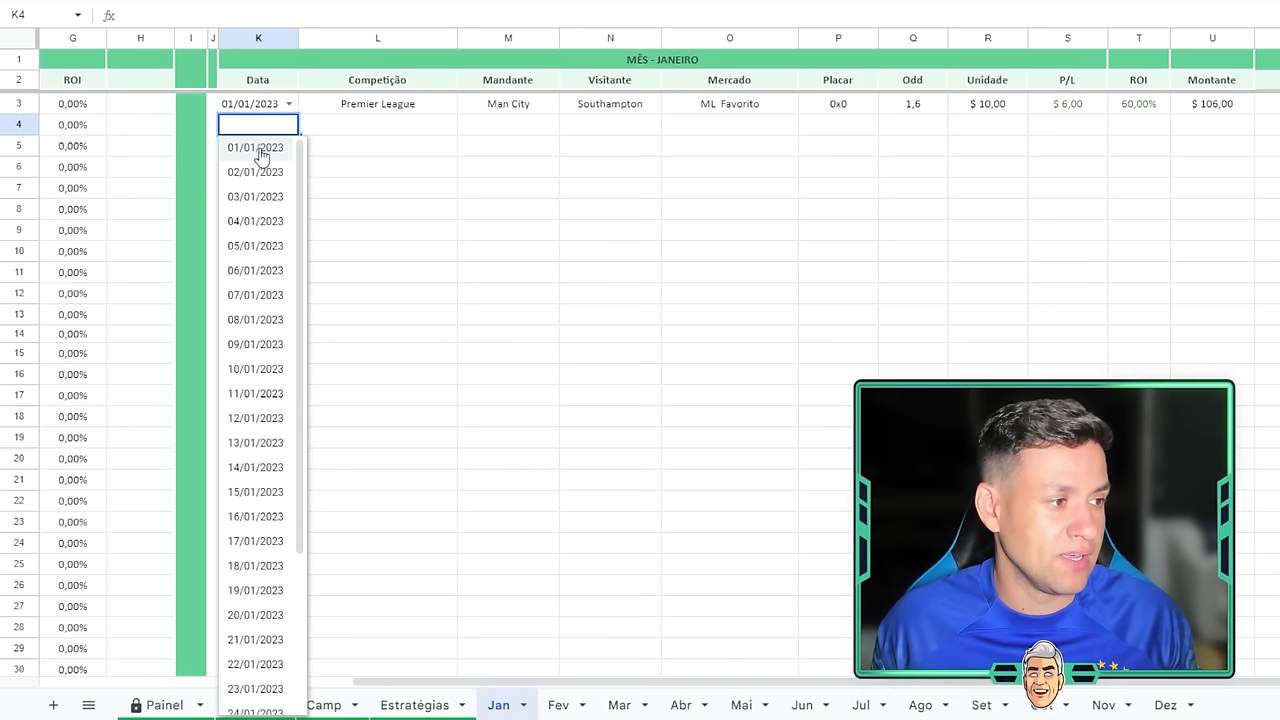 K4
fx
G H I J K L M N O P Q R S T U
1 MÊS - JANEIRO
2 ROI Data Competição Mandante Visitante Mercado Placar Odd Unidade P/L ROI Montante
3 0,00% 01/01/2023 Premier League Man City Southampton ML Favorito 0x0 1,6 $ 10,00 $ 6,00 60,00% $ 106,00
4 0,00%
5 0,00% 01/01/2023
6 0,00% 02/01/2023
7 0,00% 03/01/2023
8 0,00% 04/01/2023
9 0,00% 05/01/2023
10 0,00% 06/01/2023
11 0,00% 07/01/2023
12 0,00% 08/01/2023
13 0,00% 09/01/2023
14 0,00% 10/01/2023
15 0,00% 11/01/2023
16 0,00% 12/01/2023
17 0,00% 13/01/2023
18 0,00% 14/01/2023
19 0,00% 15/01/2023
20 0,00% 16/01/2023
21 0,00% 17/01/2023
22 0,00% 18/01/2023
23 0,00% 19/01/2023
24 0,00% 20/01/2023
25 0,00% 21/01/2023
26 0,00% 22/01/2023
27 0,00% 23/01/2023
28 0,00% 24/01/2023
29 0,00%
30 0,00%
Painel Camp Estratégias Jan Fev Mar Abr Mai Jun Jul Ago Set Nov Dez